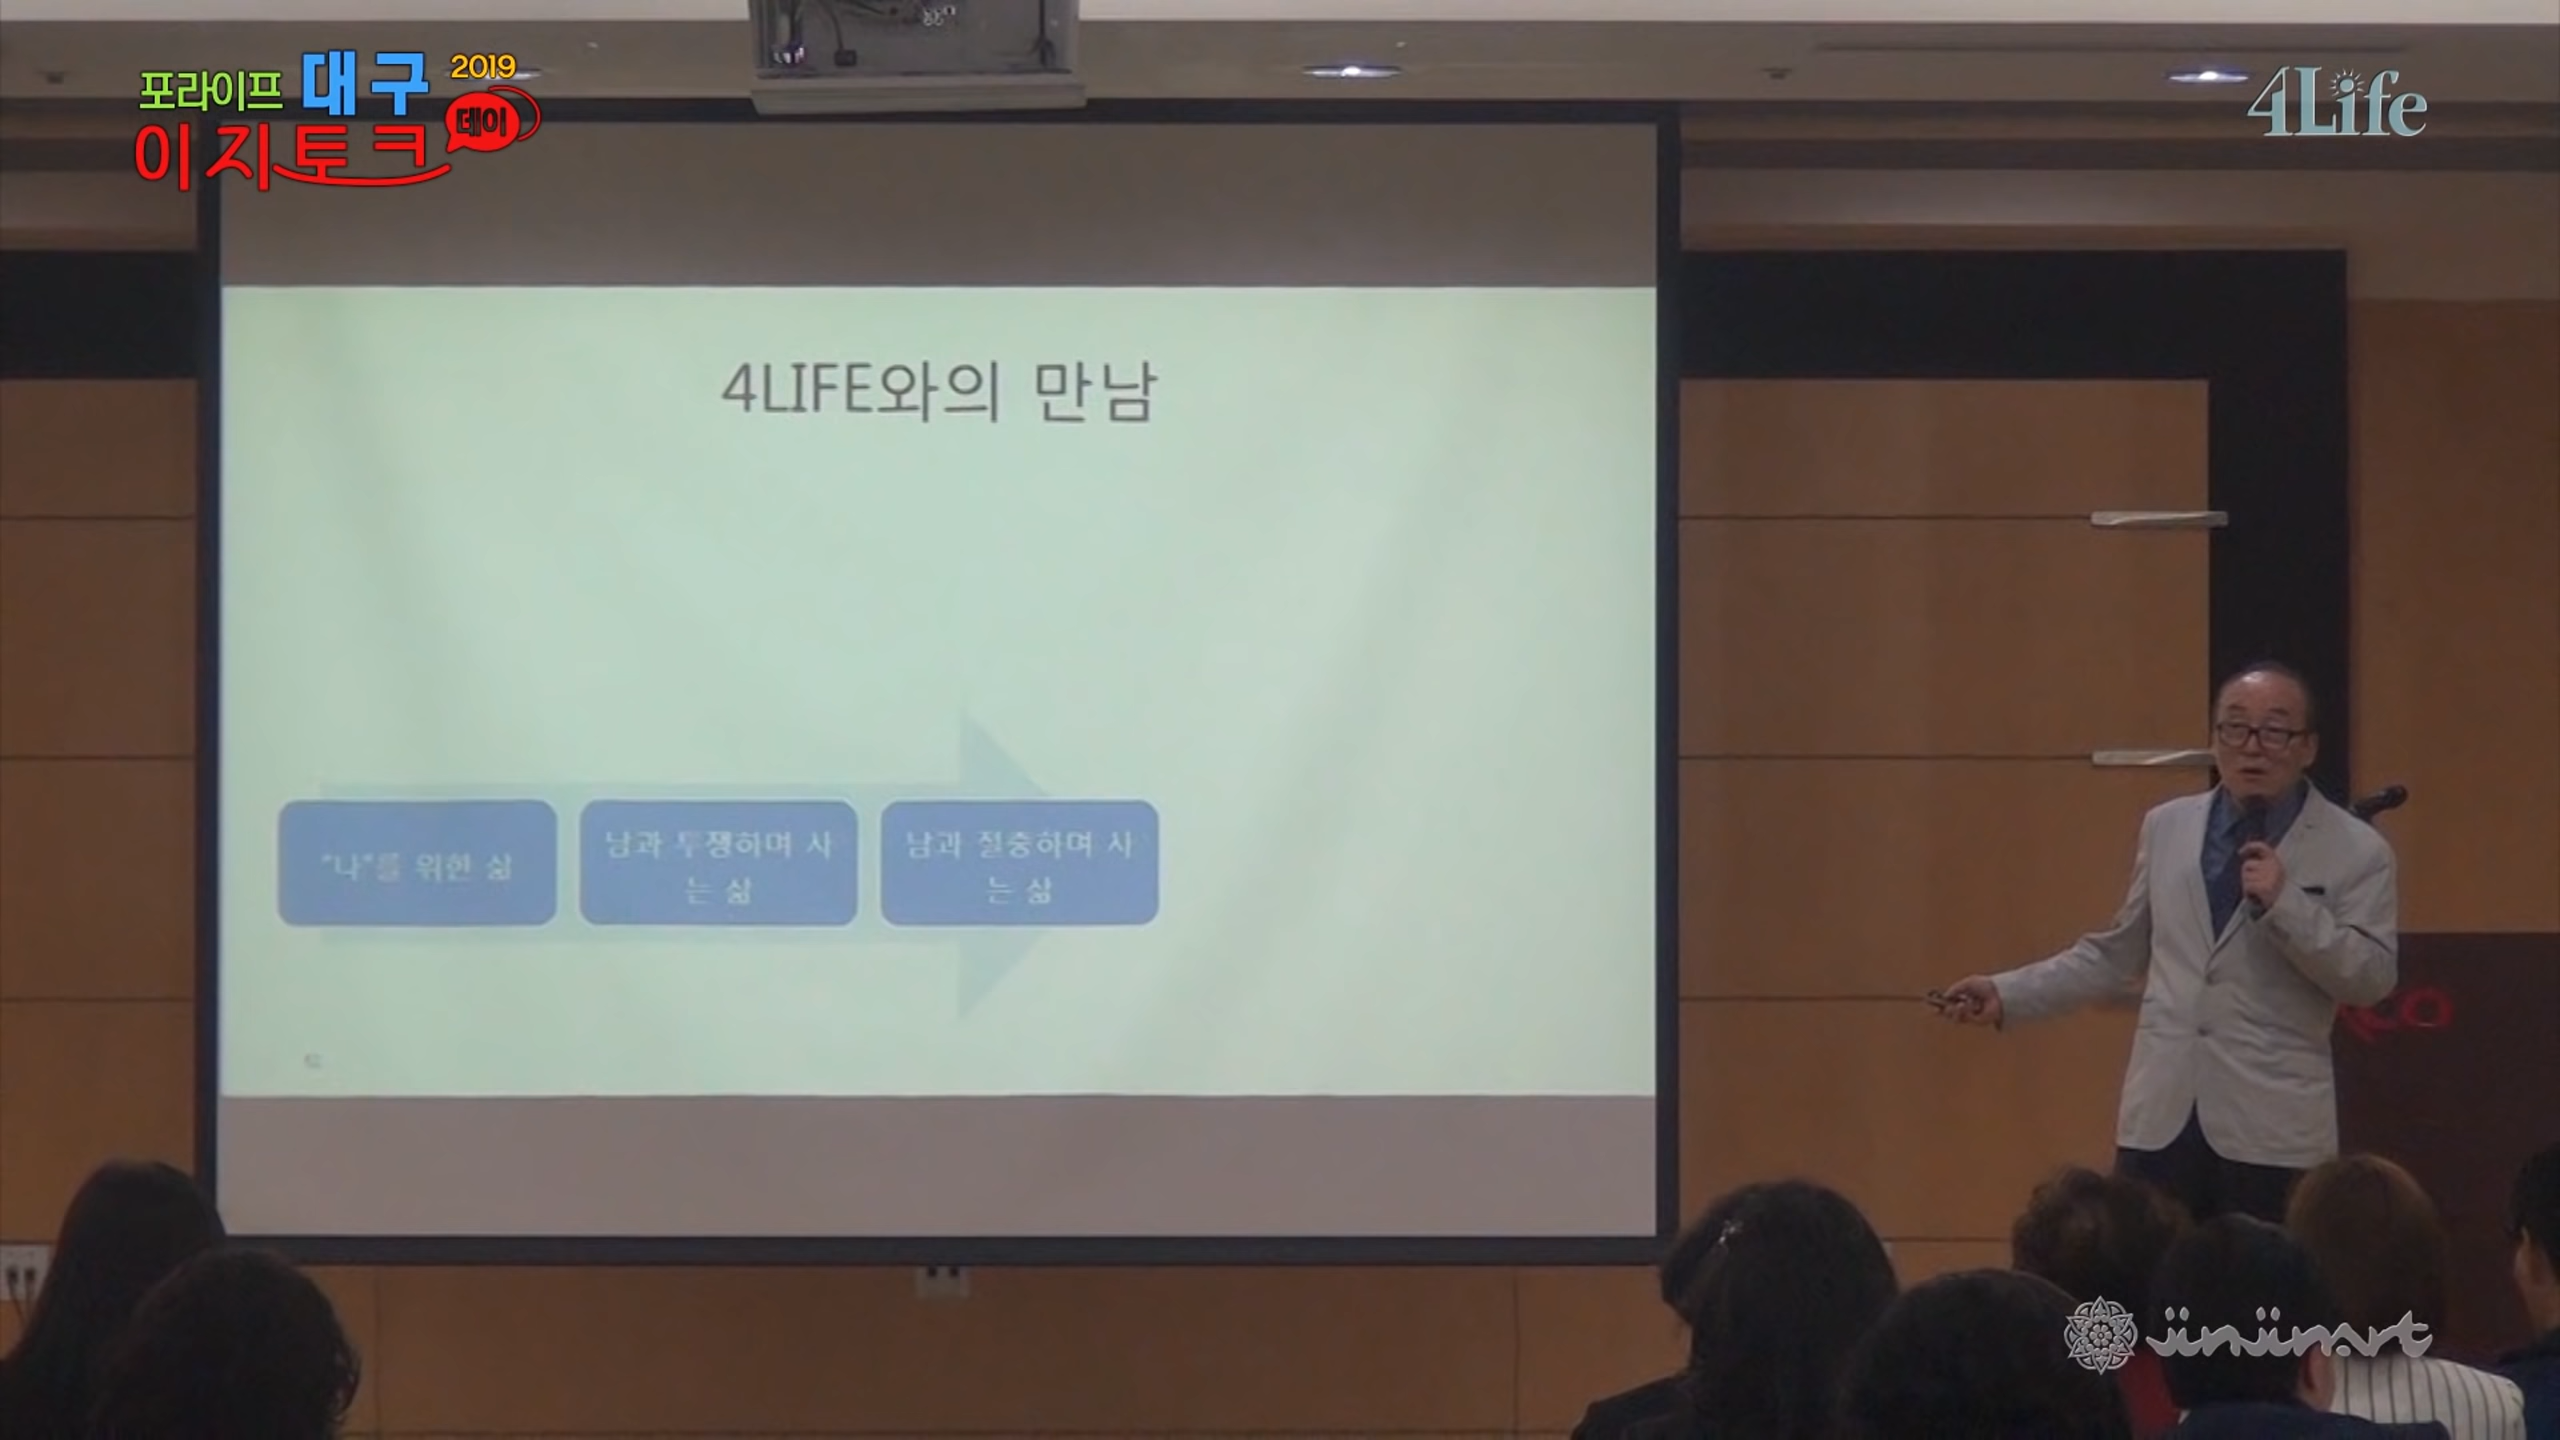 포라이프 대구 2019
이지토크 데이
4Life
4LIFE와의 만남
"나"를 위한 삶
남과 투쟁하며 사
는 삶
남과 절충하며 사
는 삶
jinjinart